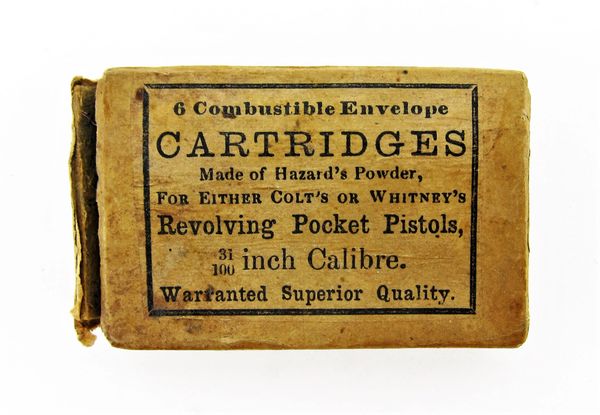 6 Combustible Envelope
CARTRIDGES
Made of Hazard's Powder,
FOR EITHER COLT'S OR WHITNEY'S
Revolving Pocket Pistols,
31/100 inch Calibre.
Warranted Superior Quality.